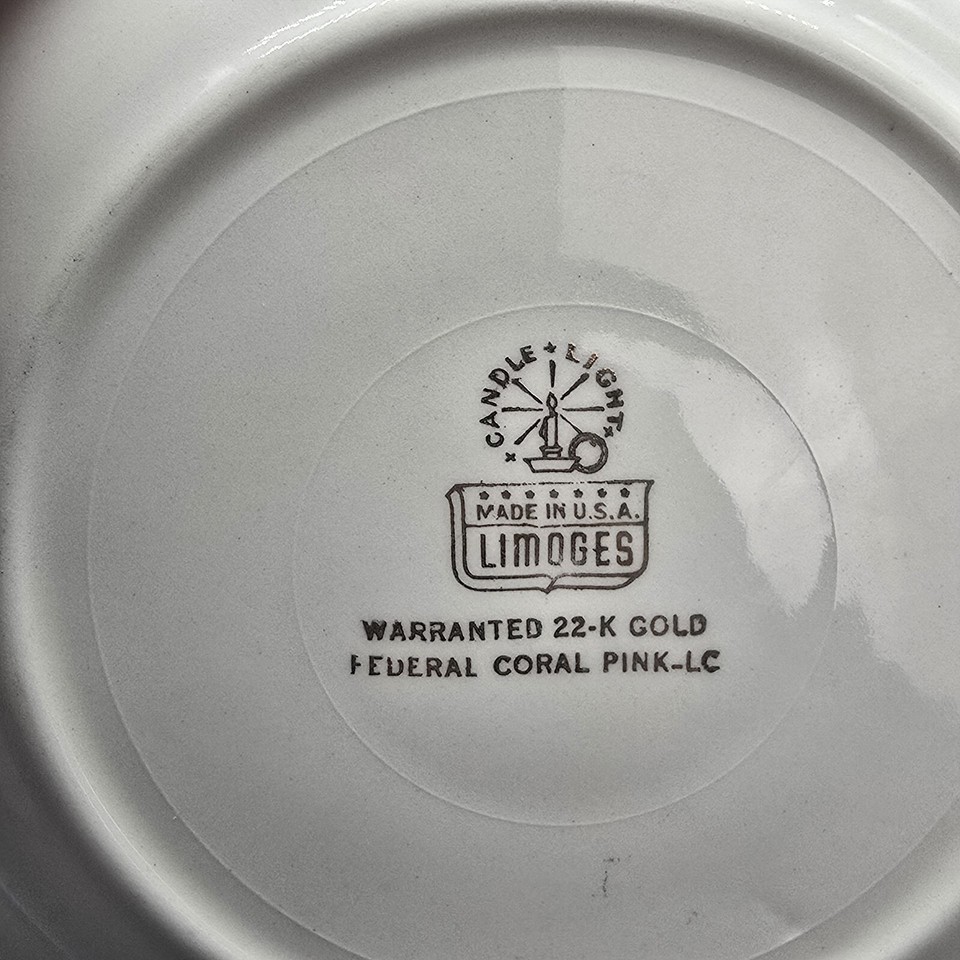 CANDLE LIGHT
MADE IN U.S.A.
LIMOGES
WARRANTED 22-K GOLD
FEDERAL CORAL PINK-LC